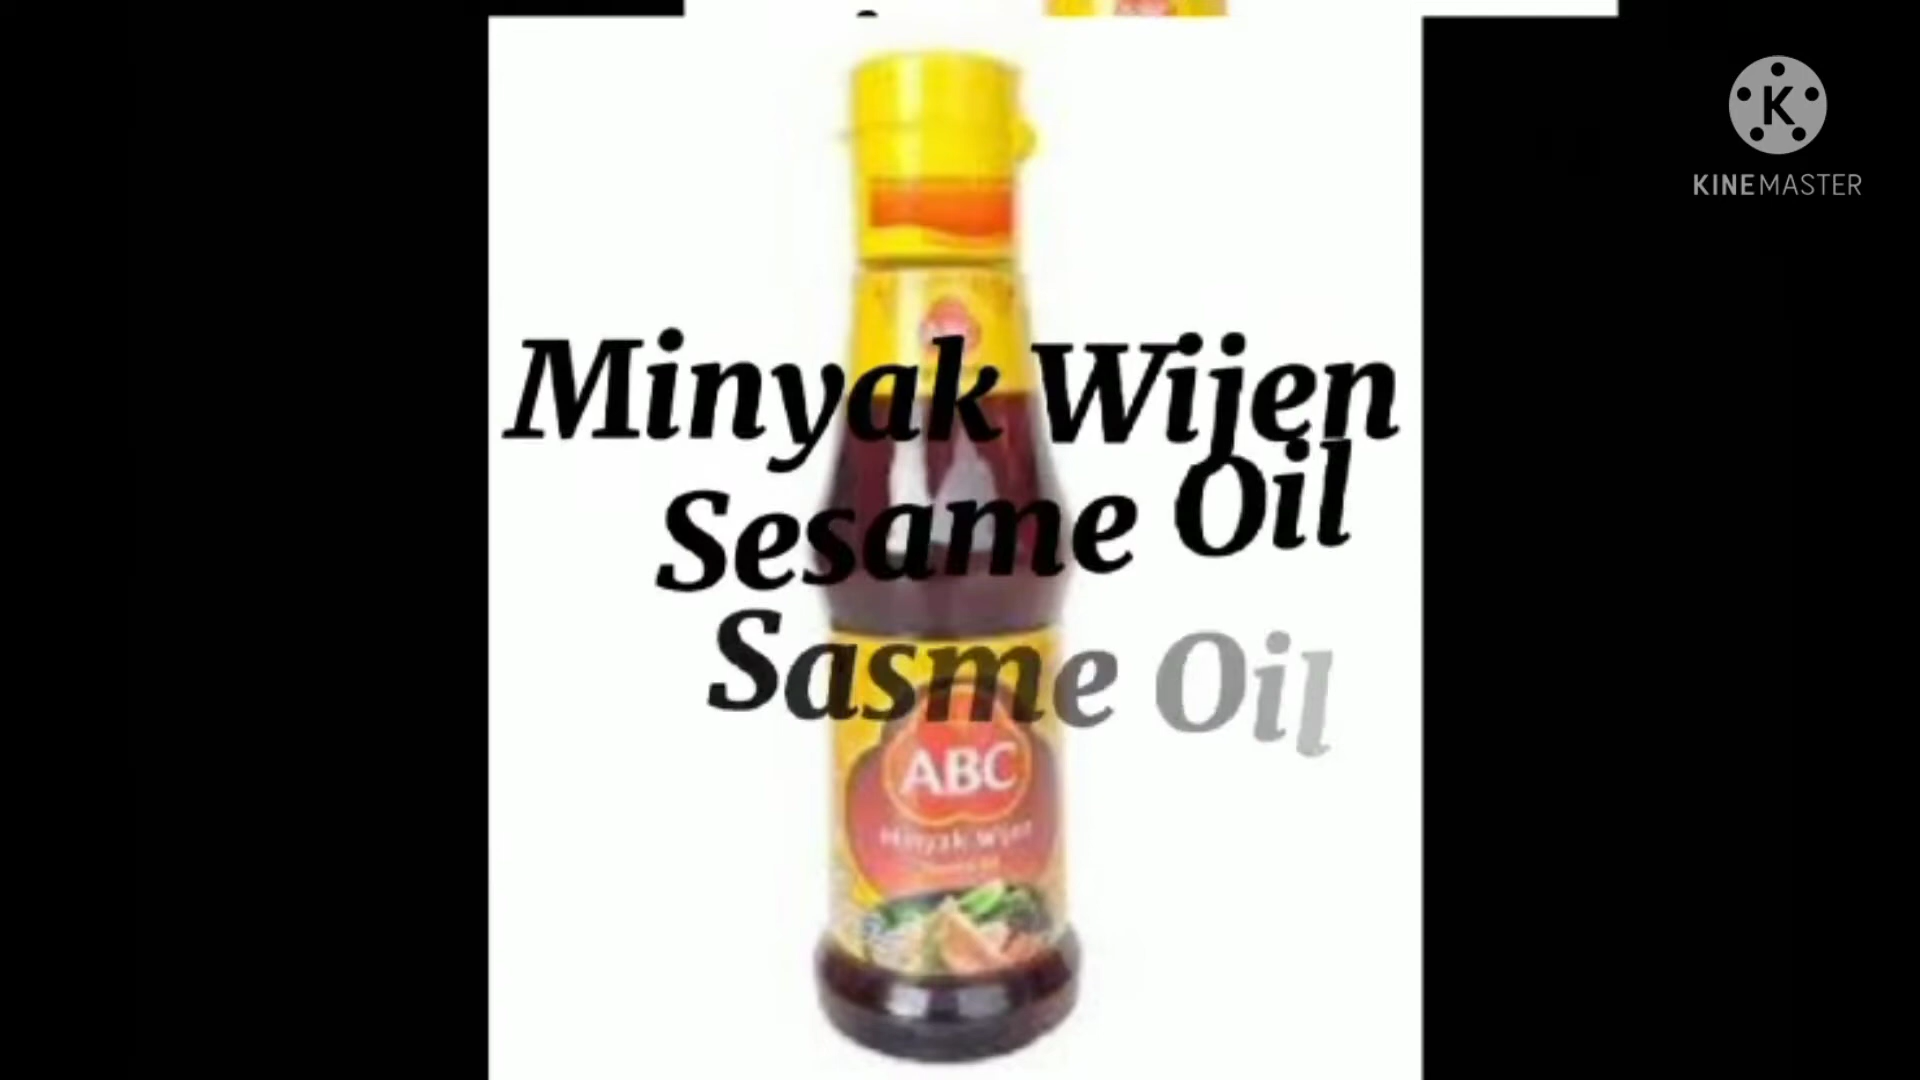 K
KINEMASTER
Minyak Wijen
Sesame Oil
Sasme Oil
ABC
Minyak Wijen